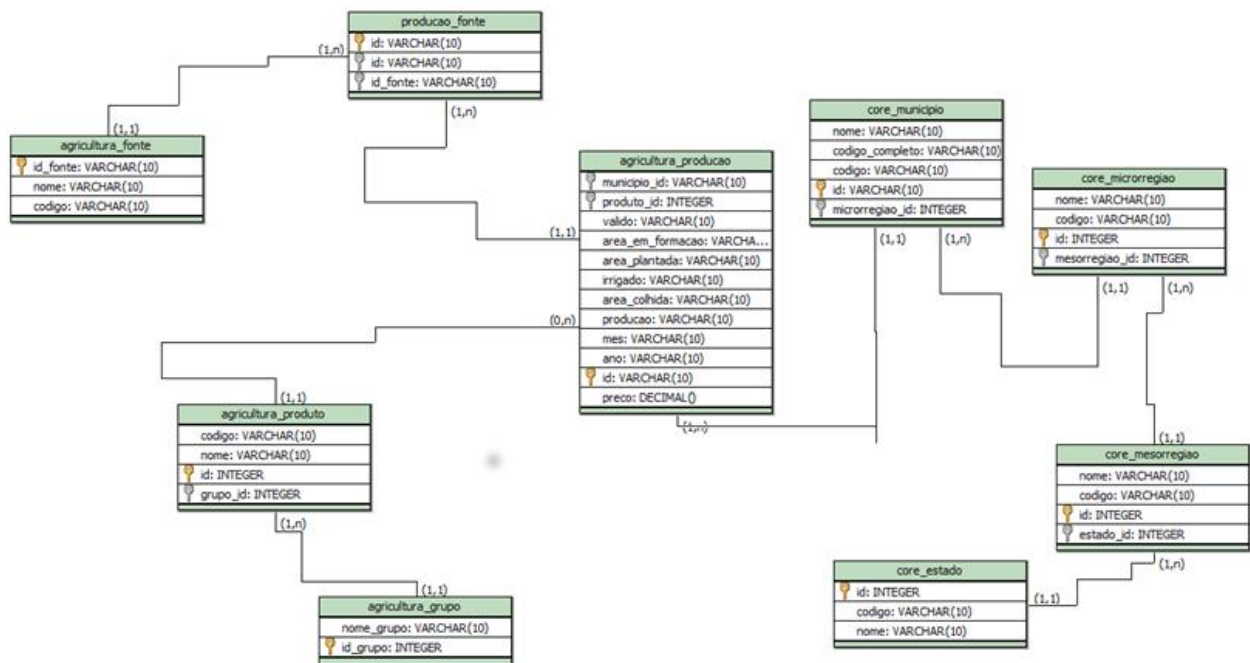 producao_fonte
id: VARCHAR(10)
id: VARCHAR(10)
id_fonte: VARCHAR(10)
(1,n)
(1,n)
(1,1)
agricultura_fonte
id_fonte: VARCHAR(10)
nome: VARCHAR(10)
codigo: VARCHAR(10)
agricultura_producao
municipio_id: VARCHAR(10)
produto_id: INTEGER
valido: VARCHAR(10)
area_em_formacao: VARCHA...
area_plantada: VARCHAR(10)
irrigado: VARCHAR(10)
area_colhida: VARCHAR(10)
producao: VARCHAR(10)
mes: VARCHAR(10)
ano: VARCHAR(10)
id: VARCHAR(10)
preco: DECIMAL()
(1,1)
(0,n)
(1,n)
core_municipio
nome: VARCHAR(10)
codigo_completo: VARCHAR(10)
codigo: VARCHAR(10)
id: VARCHAR(10)
microrregiao_id: INTEGER
(1,1)
(1,n)
core_microrregiao
nome: VARCHAR(10)
codigo: VARCHAR(10)
id: INTEGER
mesorregiao_id: INTEGER
(1,1)
(1,n)
(1,1)
agricultura_produto
codigo: VARCHAR(10)
nome: VARCHAR(10)
id: INTEGER
grupo_id: INTEGER
(1,n)
(1,1)
agricultura_grupo
nome_grupo: VARCHAR(10)
id_grupo: INTEGER
(1,1)
core_mesorregiao
nome: VARCHAR(10)
codigo: VARCHAR(10)
id: INTEGER
estado_id: INTEGER
(1,n)
(1,1)
core_estado
id: INTEGER
codigo: VARCHAR(10)
nome: VARCHAR(10)